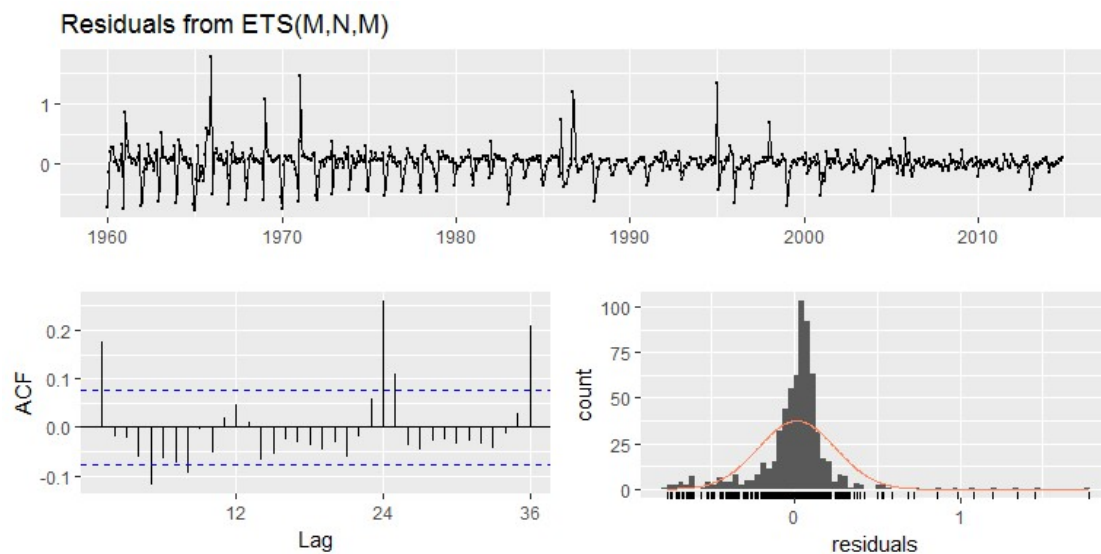 Residuals from ETS(M,N,M)
1
0
1960 1970 1980 1990 2000 2010
ACF
0.2
0.1
0.0
-0.1
12 24 36
Lag
count
100
75
50
25
0
0 1
residuals